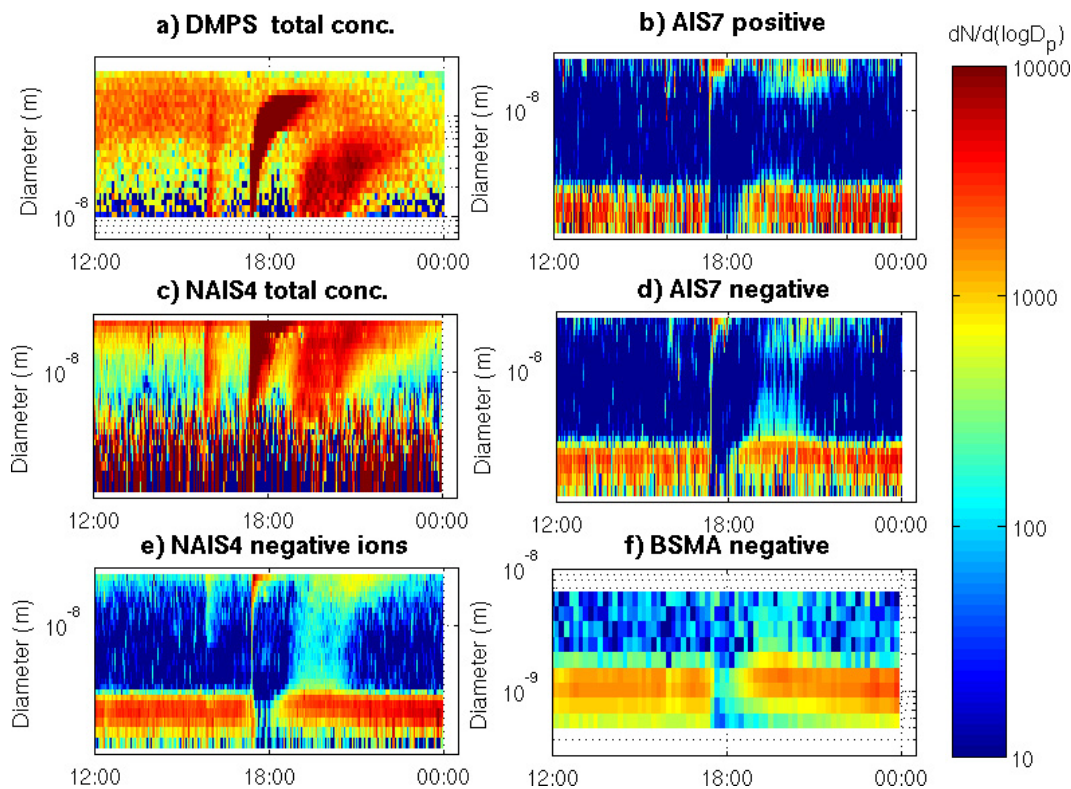 a) DMPS total conc.
Diameter (m)
10-8
12:00 18:00 00:00
b) AIS7 positive
Diameter (m)
10-8
12:00 18:00 00:00
c) NAIS4 total conc.
Diameter (m)
10-8
12:00 18:00 00:00
d) AIS7 negative
Diameter (m)
10-8
12:00 18:00 00:00
e) NAIS4 negative ions
Diameter (m)
10-8
12:00 18:00 00:00
f) BSMA negative
Diameter (m)
10-8
10-9
12:00 18:00 00:00
dN/d(logDp)
10000
1000
100
10